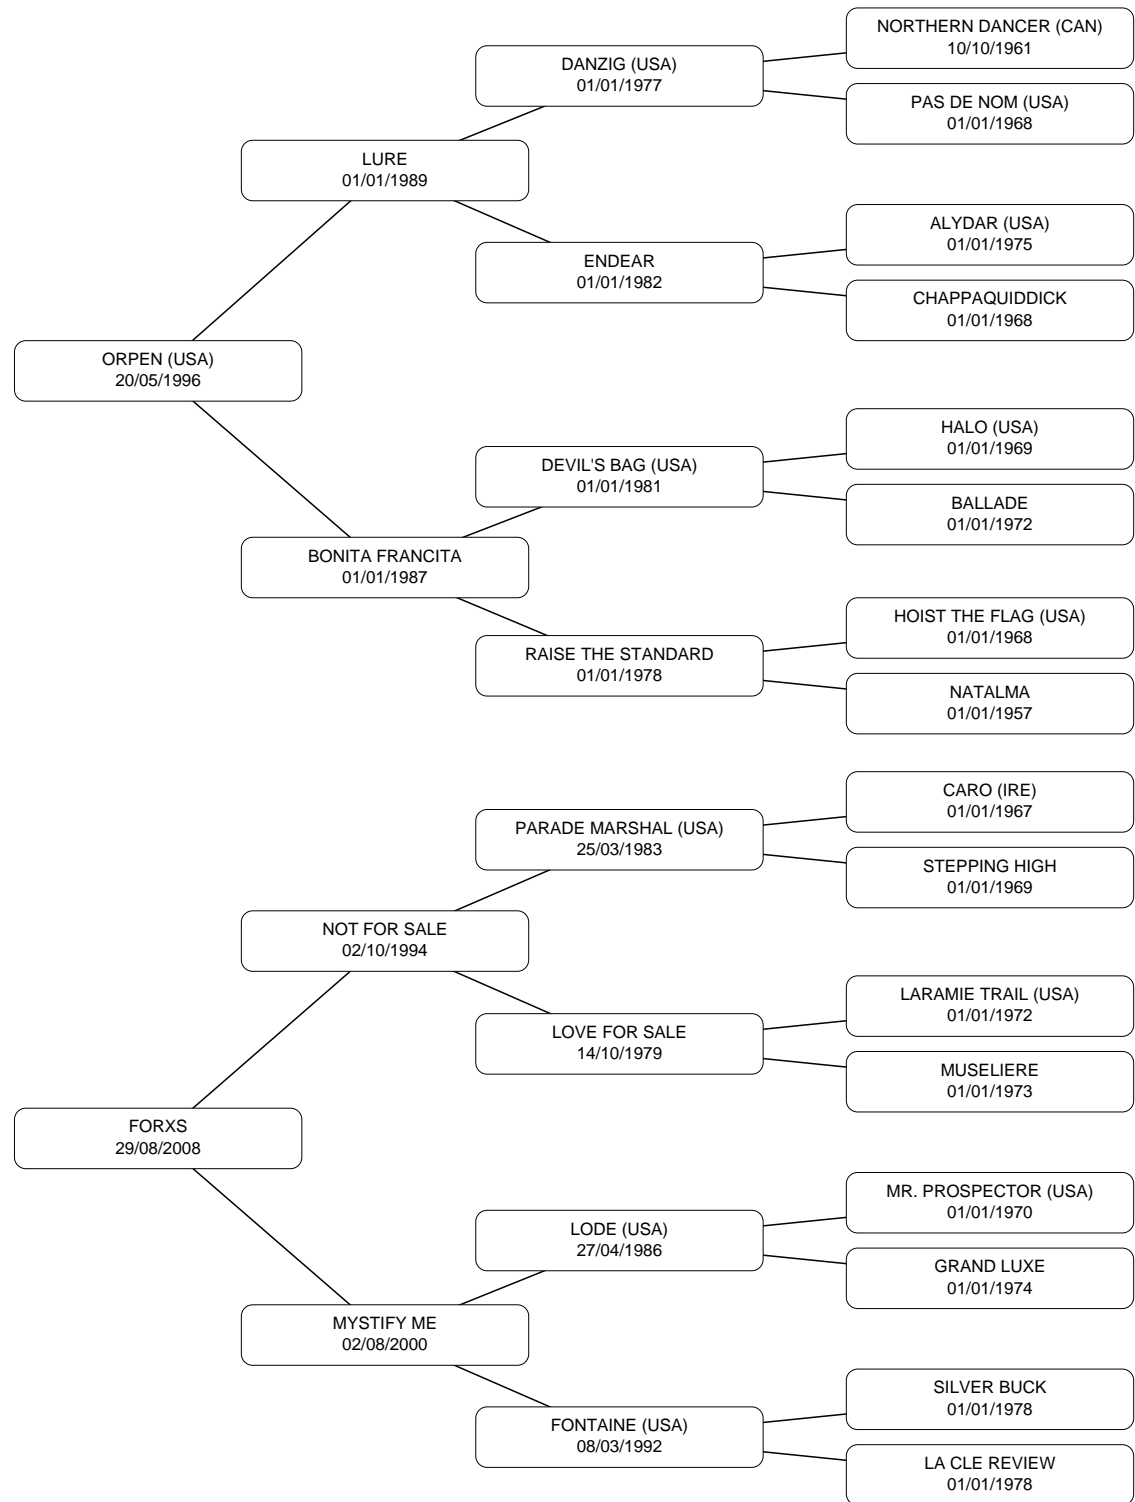 NORTHERN DANCER (CAN)
10/10/1961
DANZIG (USA)
01/01/1977
PAS DE NOM (USA)
01/01/1968
LURE
01/01/1989
ALYDAR (USA)
01/01/1975
ENDEAR
01/01/1982
CHAPPAQUIDDICK
01/01/1968
ORPEN (USA)
20/05/1996
HALO (USA)
01/01/1969
DEVIL'S BAG (USA)
01/01/1981
BALLADE
01/01/1972
BONITA FRANCITA
01/01/1987
HOIST THE FLAG (USA)
01/01/1968
RAISE THE STANDARD
01/01/1978
NATALMA
01/01/1957
CARO (IRE)
01/01/1967
PARADE MARSHAL (USA)
25/03/1983
STEPPING HIGH
01/01/1969
NOT FOR SALE
02/10/1994
LARAMIE TRAIL (USA)
01/01/1972
LOVE FOR SALE
14/10/1979
MUSELIERE
01/01/1973
FORXS
29/08/2008
MR. PROSPECTOR (USA)
01/01/1970
LODE (USA)
27/04/1986
GRAND LUXE
01/01/1974
MYSTIFY ME
02/08/2000
SILVER BUCK
01/01/1978
FONTAINE (USA)
08/03/1992
LA CLE REVIEW
01/01/1978